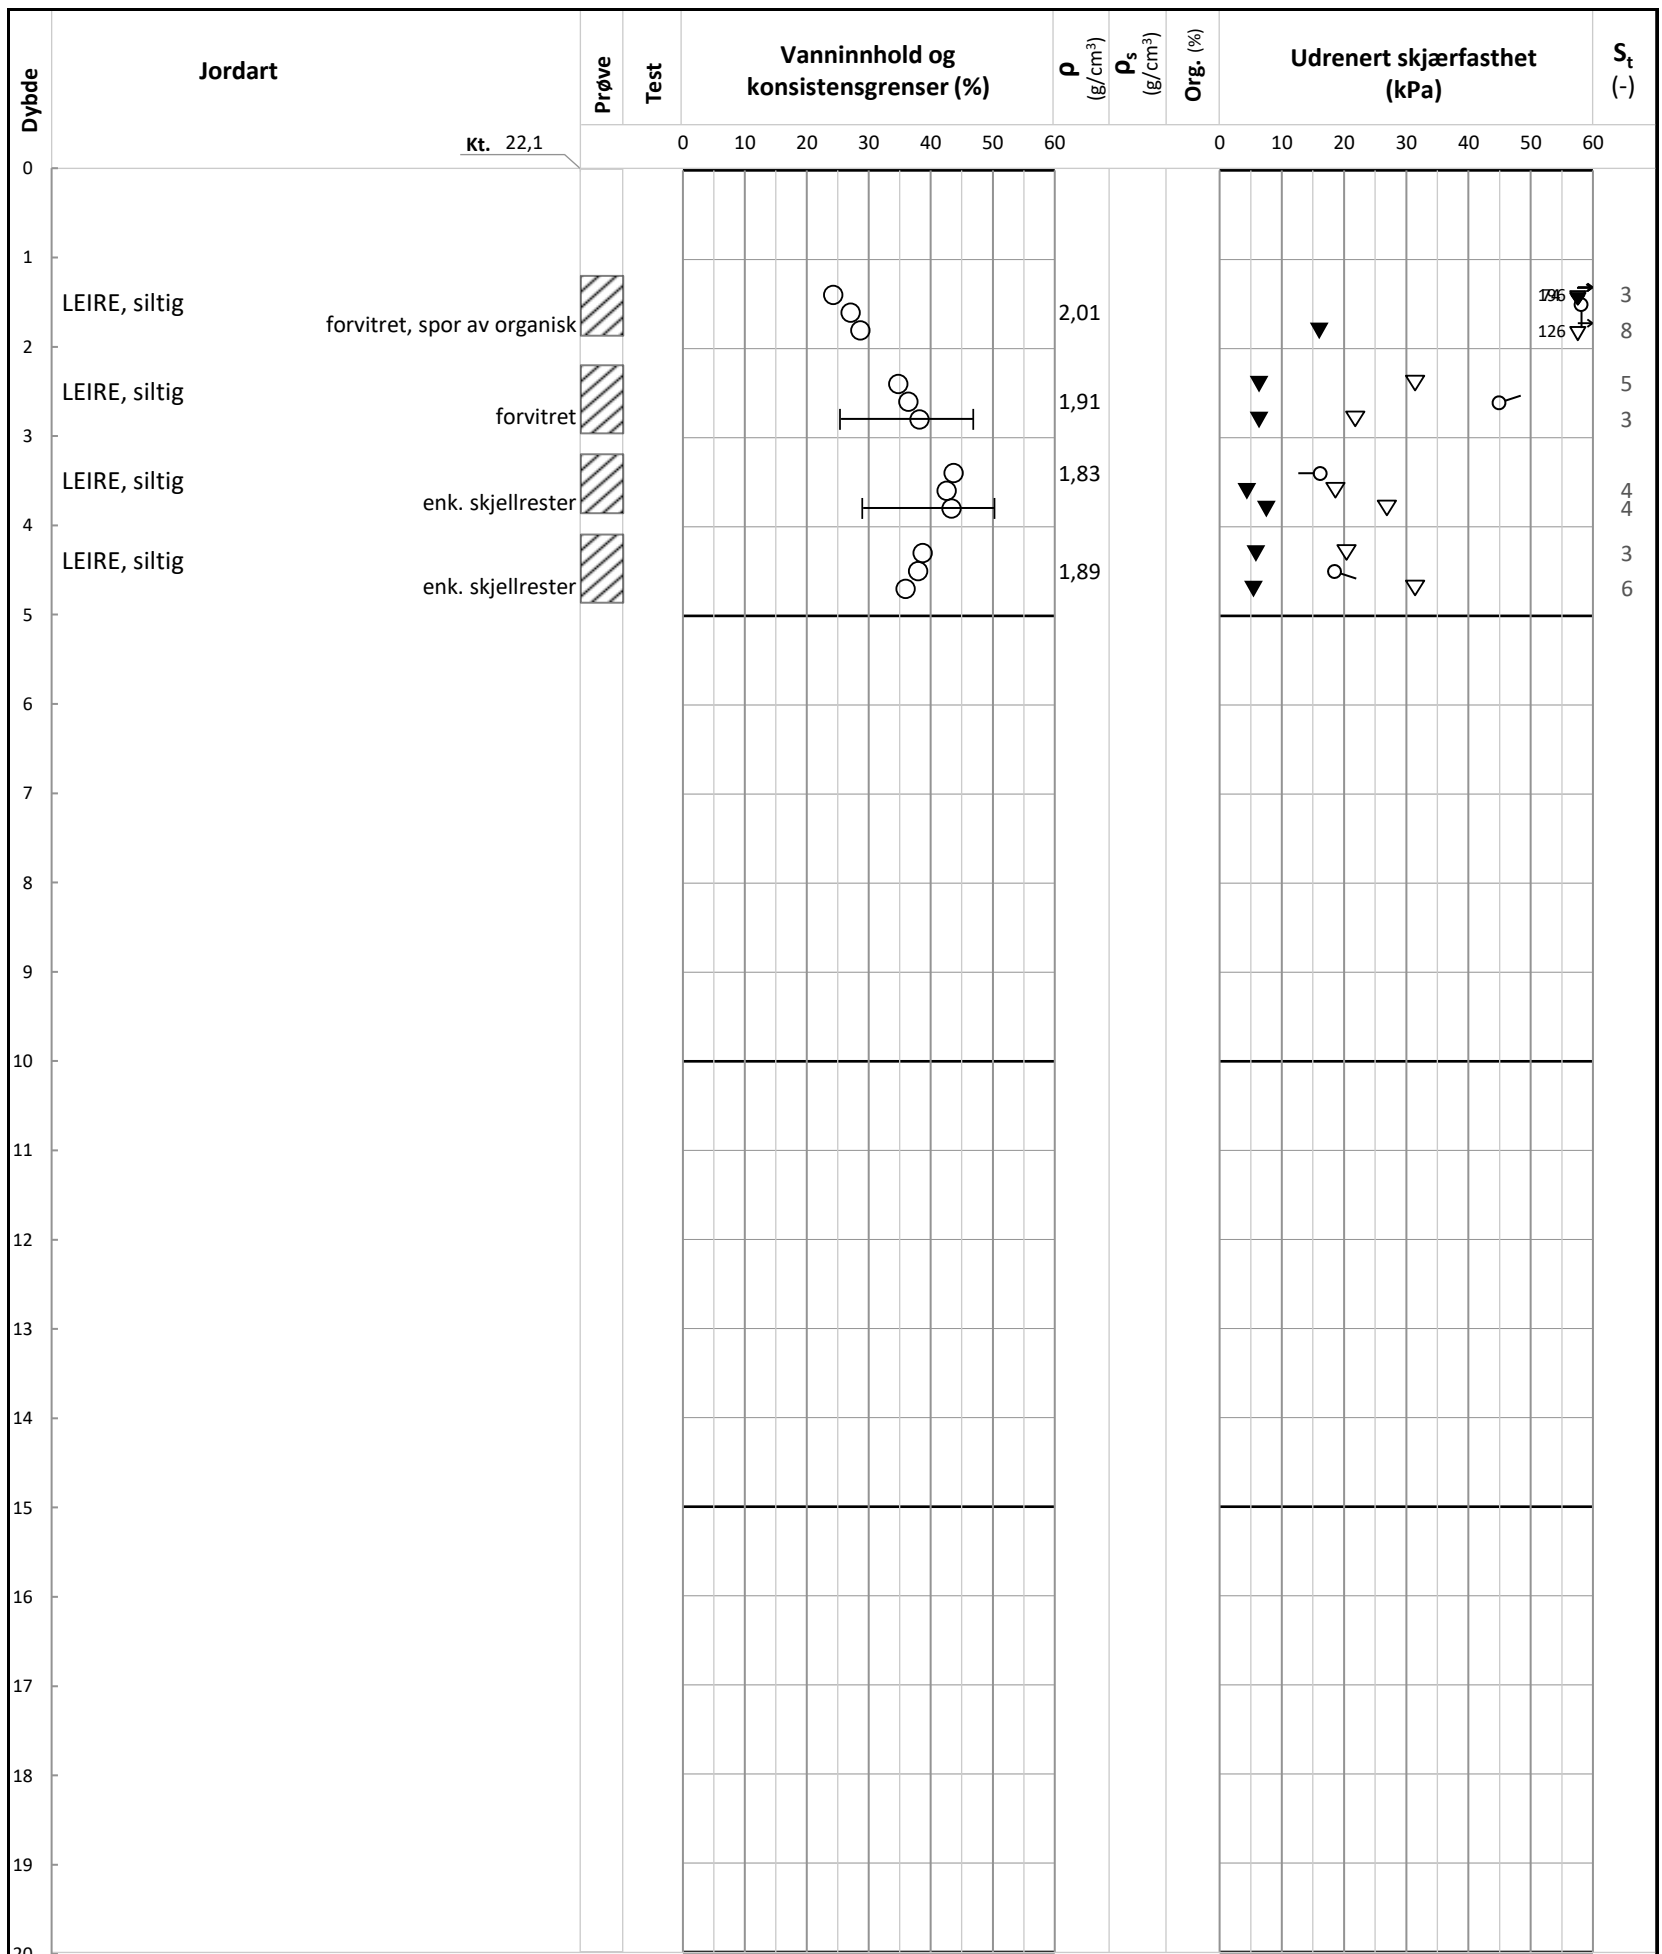 Dybde
Jordart
Prøve
Test
Vanninnhold og
konsistensgrenser (%)
ρ (g/cm³)
ρs (g/cm³)
Org. (%)
Udrenert skjærfasthet
(kPa)
St
(-)
Kt. 22,1
0 10 20 30 40 50 60
0 10 20 30 40 50 60
0
1
LEIRE, siltig
forvitret, spor av organisk
2,01
3
126
8
2
LEIRE, siltig
forvitret
1,91
5
3
3
LEIRE, siltig
enk. skjellrester
1,83
4
4
4
LEIRE, siltig
enk. skjellrester
1,89
3
6
5
6
7
8
9
10
11
12
13
14
15
16
17
18
19
20